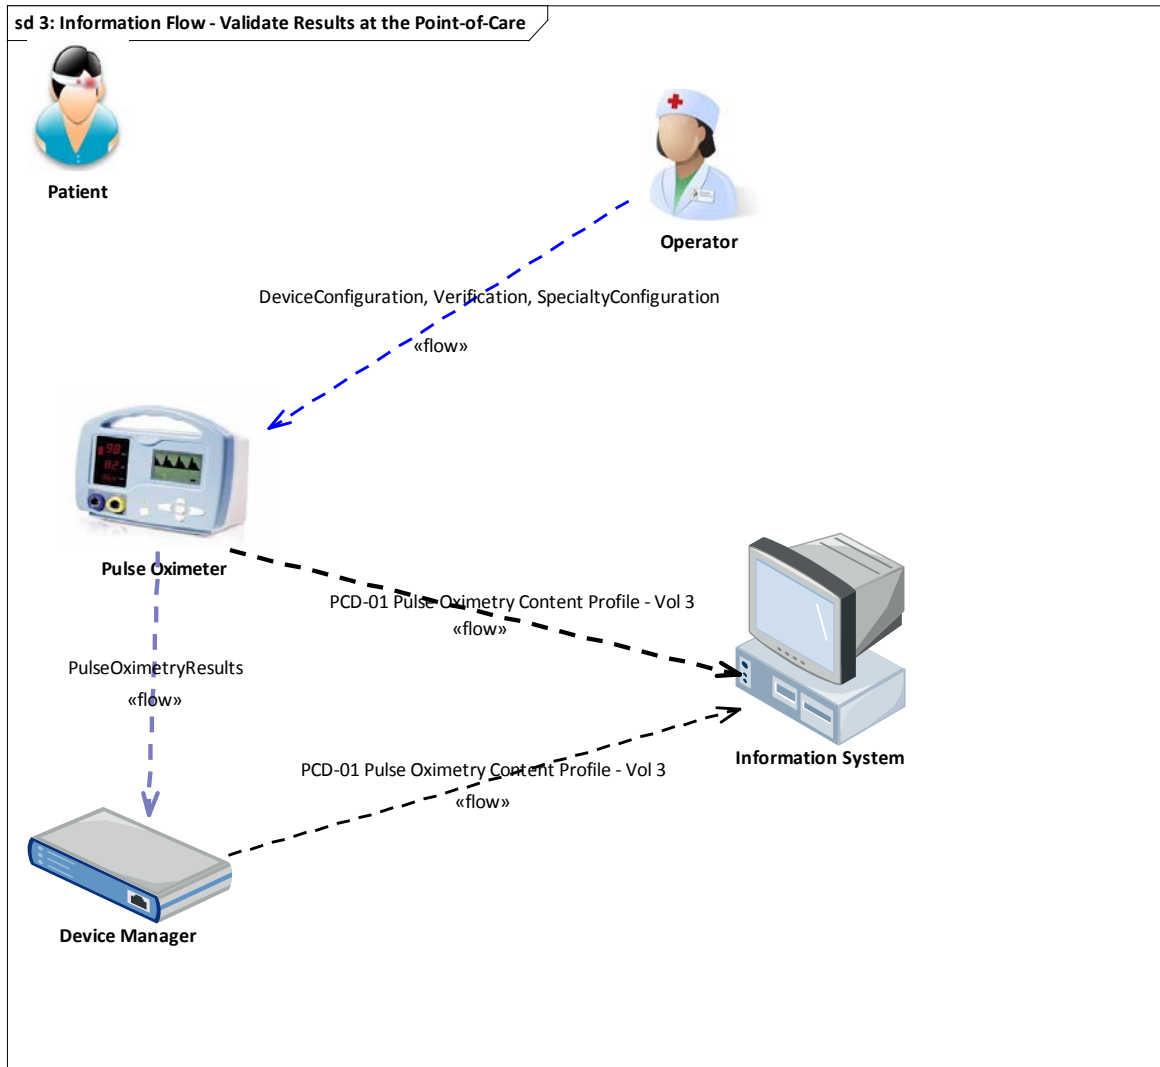 sd 3: Information Flow - Validate Results at the Point-of-Care
Patient
Operator
DeviceConfiguration, Verification, SpecialtyConfiguration
«flow»
98
82
Pulse Oximeter
PCD-01 Pulse Oximetry Content Profile - Vol 3
«flow»
PulseOximetryResults
«flow»
Information System
PCD-01 Pulse Oximetry Content Profile - Vol 3
«flow»
Device Manager